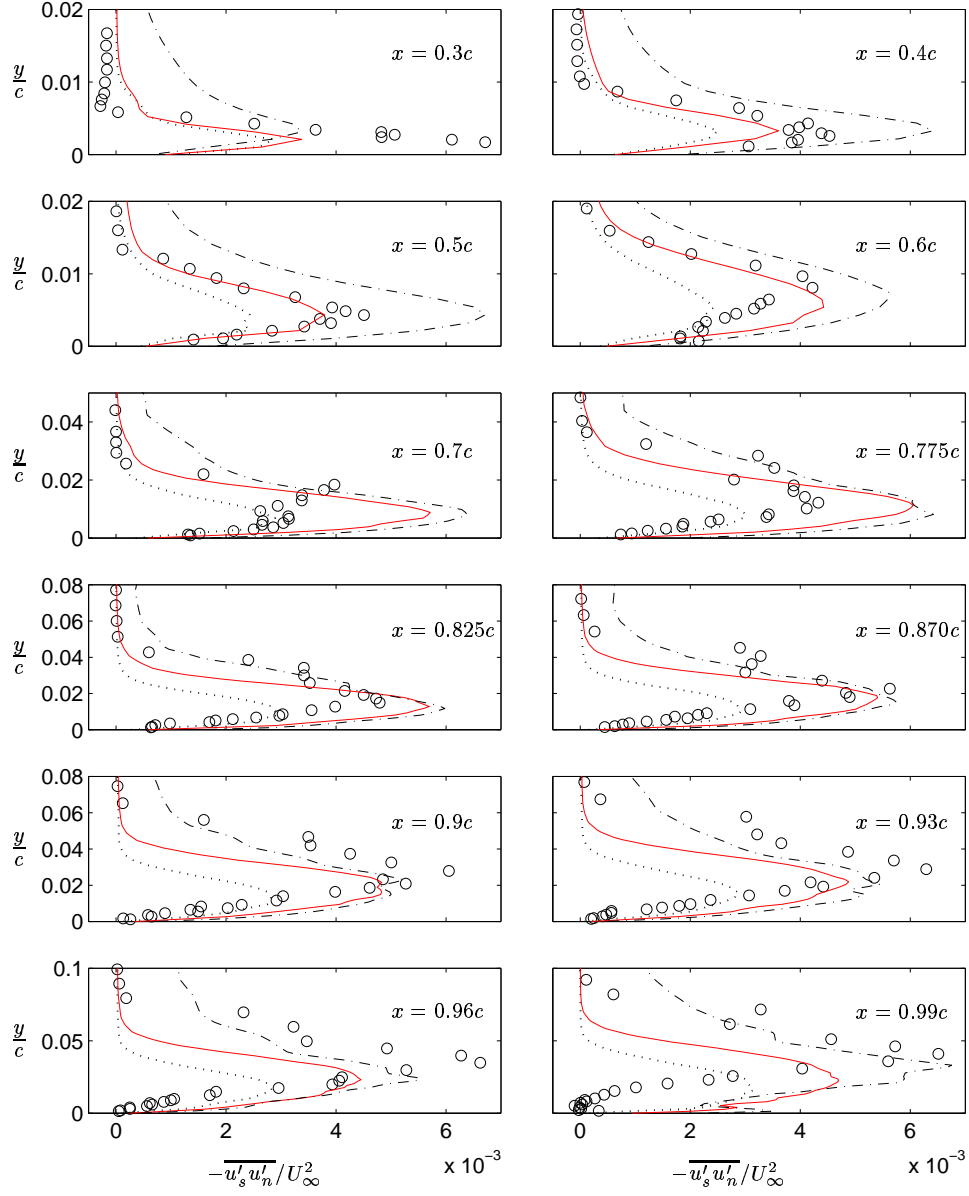 0.02
0.01
0
y/c
x = 0.3c
x = 0.4c
0.02
0.01
0
y/c
x = 0.5c
x = 0.6c
0.04
0.02
0
y/c
x = 0.7c
x = 0.775c
0.08
0.06
0.04
0.02
0
y/c
x = 0.825c
x = 0.870c
0.08
0.06
0.04
0.02
0
y/c
x = 0.9c
x = 0.93c
0.1
0.05
0
y/c
x = 0.96c
x = 0.99c
0 2 4 6
0 2 4 6
x 10⁻³
x 10⁻³
−u′ₛu′ₙ/U²∞
−u′ₛu′ₙ/U²∞